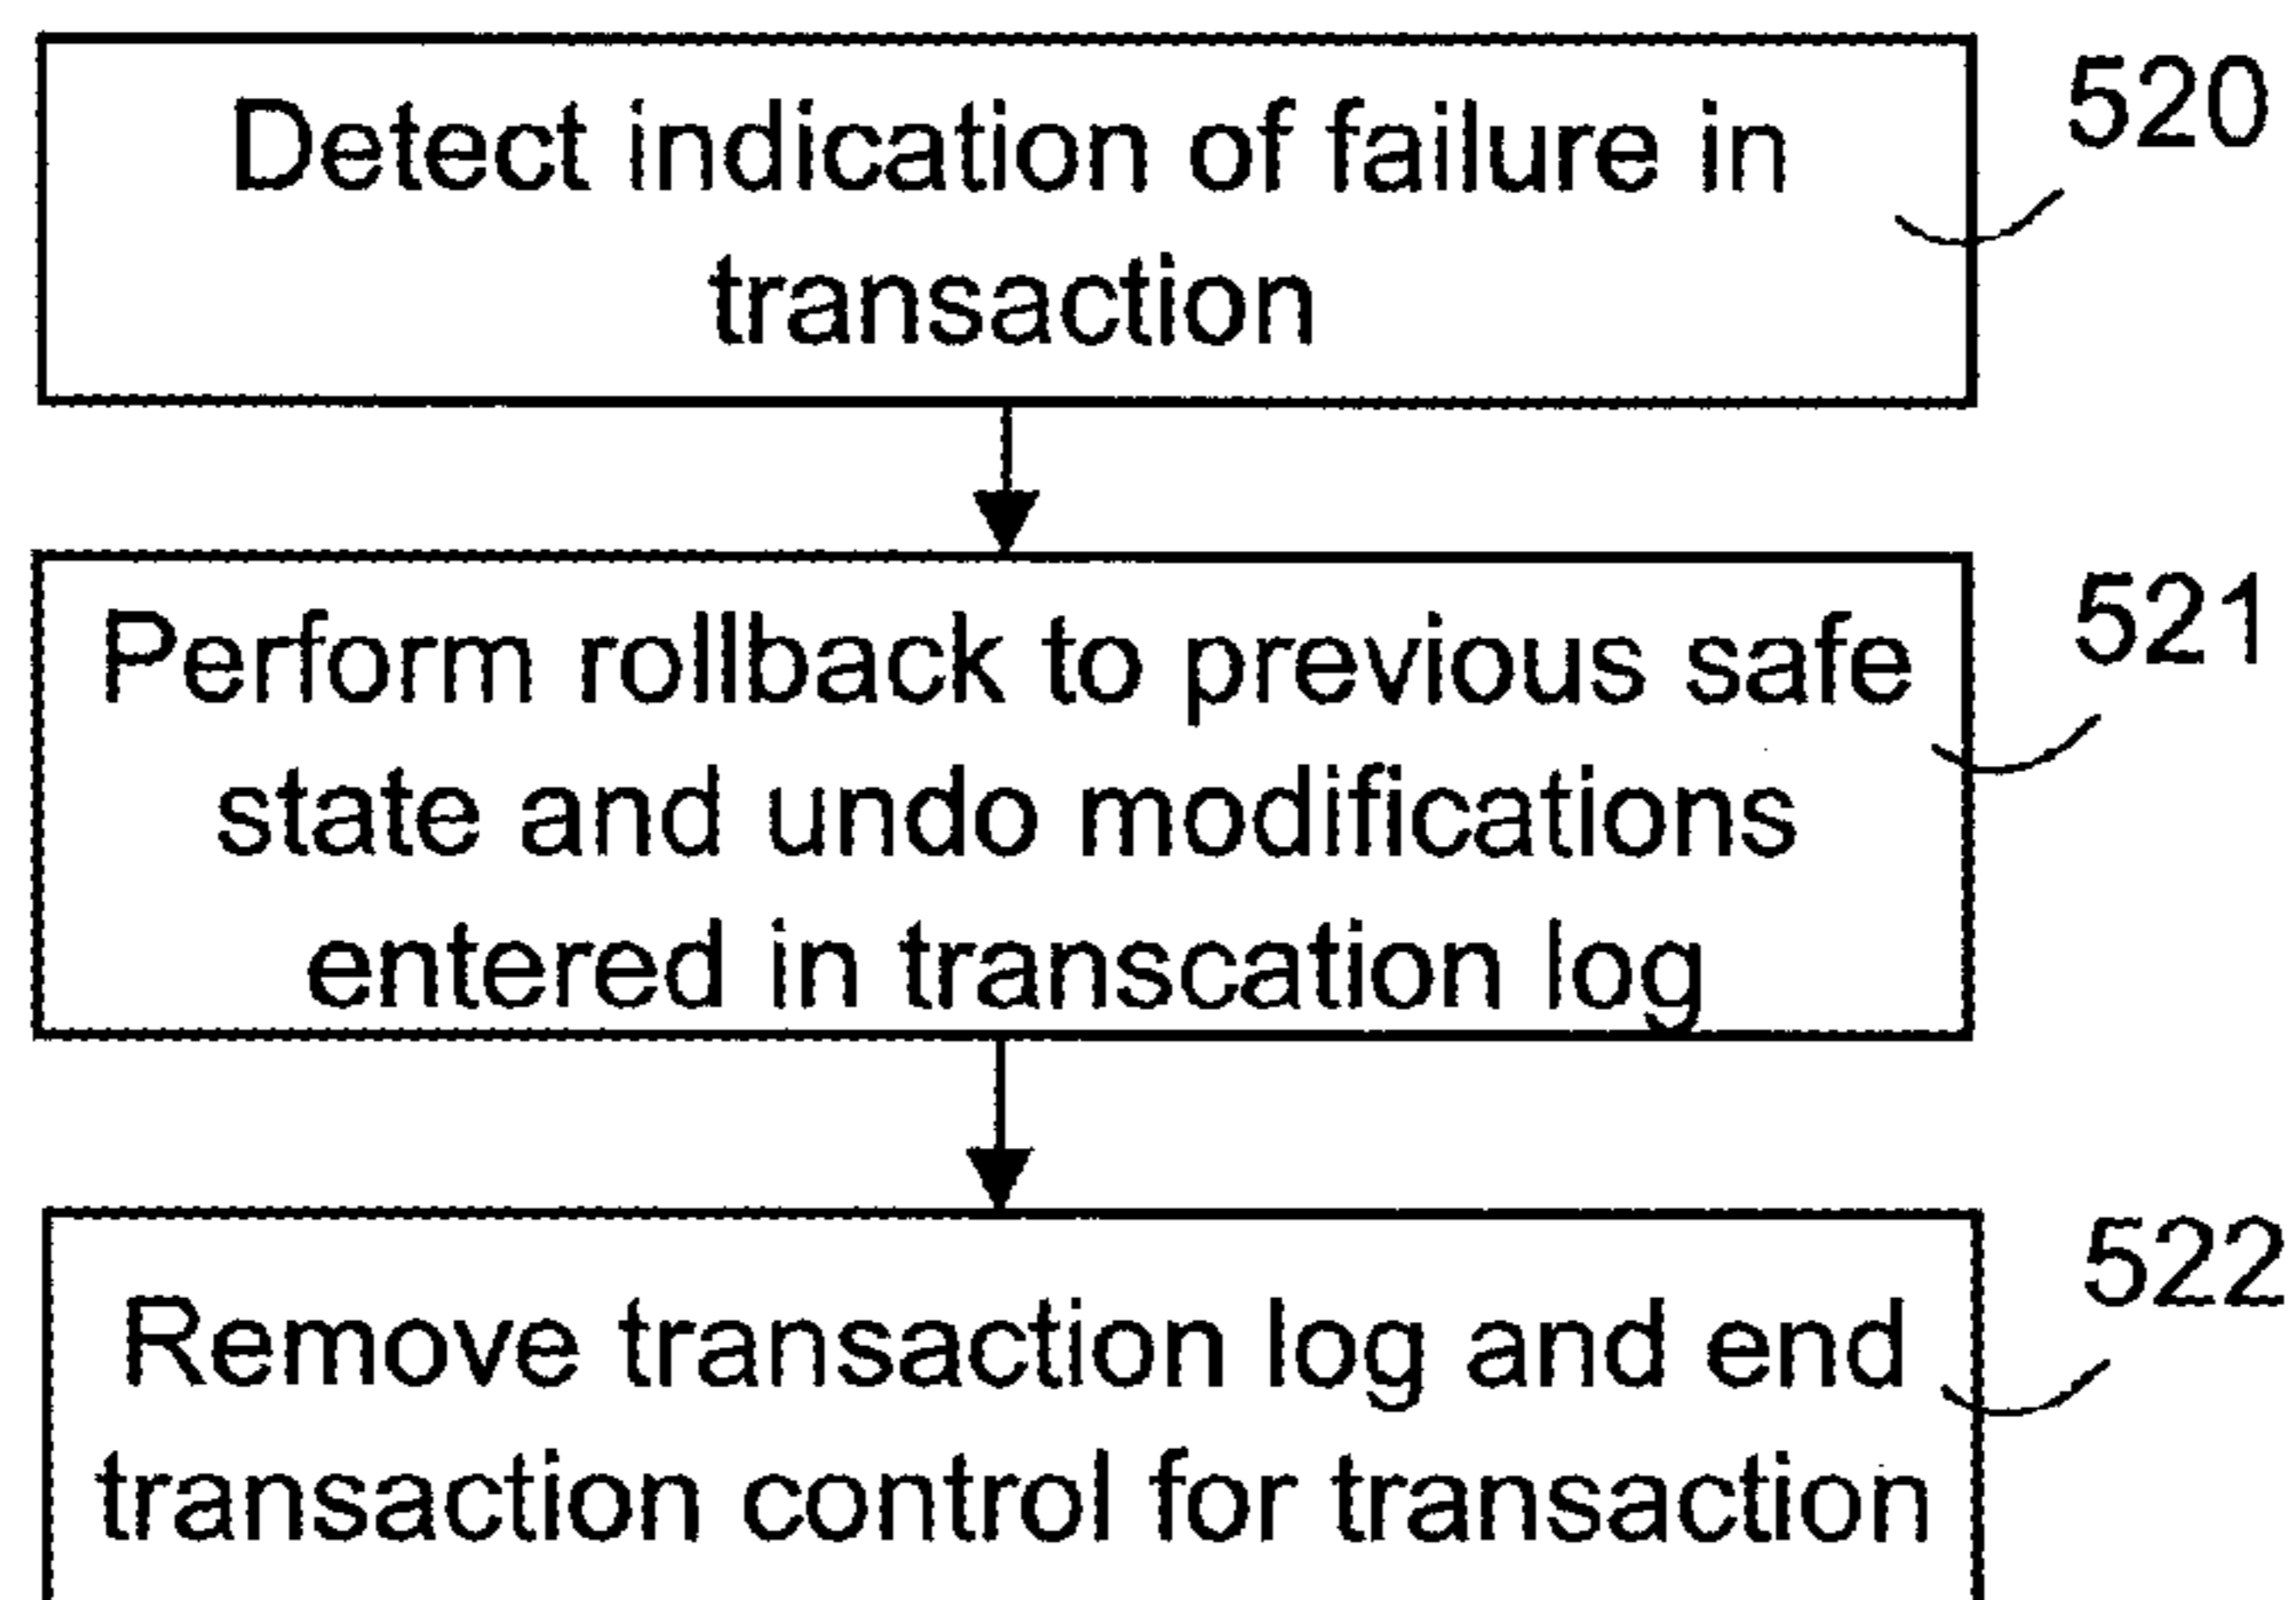 Detect indication of failure in
transaction
520
Perform rollback to previous safe
state and undo modifications
entered in transcation log
521
Remove transaction log and end
transaction control for transaction
522